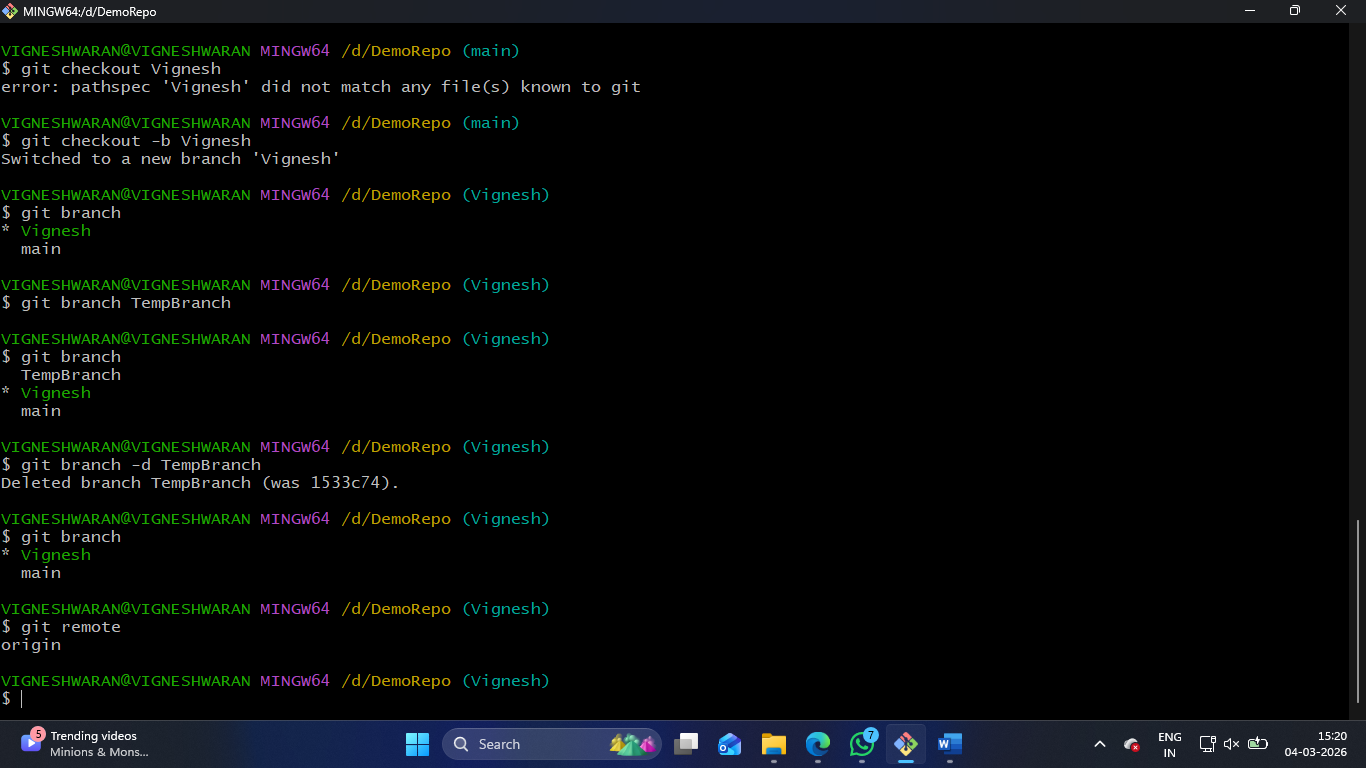 MINGW64:/d/DemoRepo
VIGNESHWARAN@VIGNESHWARAN MINGW64 /d/DemoRepo (main)
$ git checkout Vignesh
error: pathspec 'Vignesh' did not match any file(s) known to git
VIGNESHWARAN@VIGNESHWARAN MINGW64 /d/DemoRepo (main)
$ git checkout -b Vignesh
Switched to a new branch 'Vignesh'
VIGNESHWARAN@VIGNESHWARAN MINGW64 /d/DemoRepo (Vignesh)
$ git branch
* Vignesh
main
VIGNESHWARAN@VIGNESHWARAN MINGW64 /d/DemoRepo (Vignesh)
$ git branch TempBranch
VIGNESHWARAN@VIGNESHWARAN MINGW64 /d/DemoRepo (Vignesh)
$ git branch
TempBranch
* Vignesh
main
VIGNESHWARAN@VIGNESHWARAN MINGW64 /d/DemoRepo (Vignesh)
$ git branch -d TempBranch
Deleted branch TempBranch (was 1533c74).
VIGNESHWARAN@VIGNESHWARAN MINGW64 /d/DemoRepo (Vignesh)
$ git branch
* Vignesh
main
VIGNESHWARAN@VIGNESHWARAN MINGW64 /d/DemoRepo (Vignesh)
$ git remote
origin
VIGNESHWARAN@VIGNESHWARAN MINGW64 /d/DemoRepo (Vignesh)
$
5
Trending videos
Minions & Mons...
Search
7
W
ENG
IN
15:20
04-03-2026